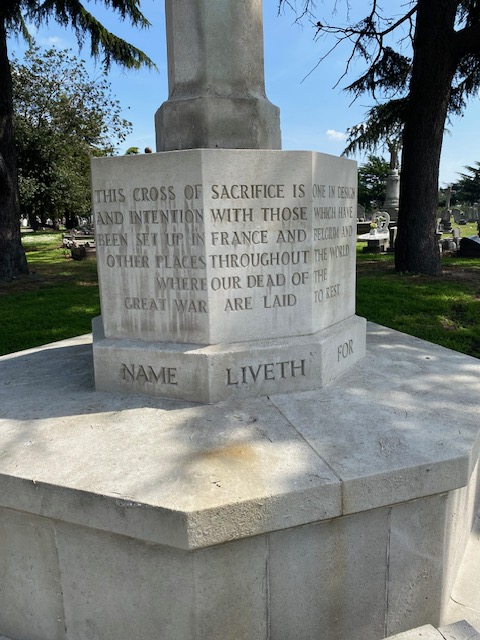 THIS CROSS OF SACRIFICE IS ONE IN DESIGN
AND INTENTION WITH THOSE WHICH HAVE
BEEN SET UP IN FRANCE AND BELGIUM AND
OTHER PLACES THROUGHOUT THE WORLD
WHERE OUR DEAD OF THE
GREAT WAR ARE LAID TO REST
NAME LIVETH FOR